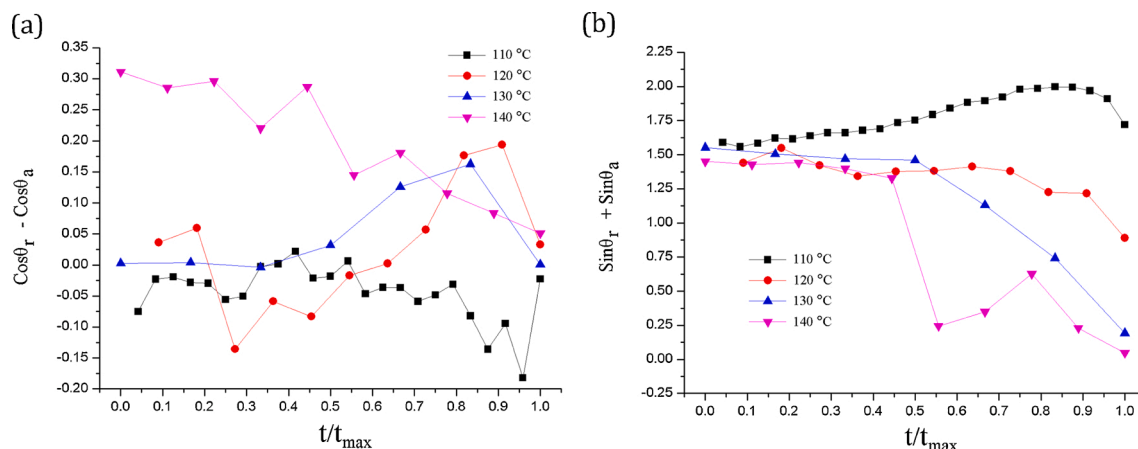 (a)
0.35
0.30
0.25
0.20
0.15
0.10
0.05
0.00
-0.05
-0.10
-0.15
-0.20
Cosθr - Cosθa
110 °C
120 °C
130 °C
140 °C
0.0 0.1 0.2 0.3 0.4 0.5 0.6 0.7 0.8 0.9 1.0
t/tmax
(b)
2.25
2.00
1.75
1.50
1.25
1.00
0.75
0.50
0.25
0.00
-0.25
Sinθr + Sinθa
110 °C
120 °C
130 °C
140 °C
0.0 0.1 0.2 0.3 0.4 0.5 0.6 0.7 0.8 0.9 1.0
t/tmax